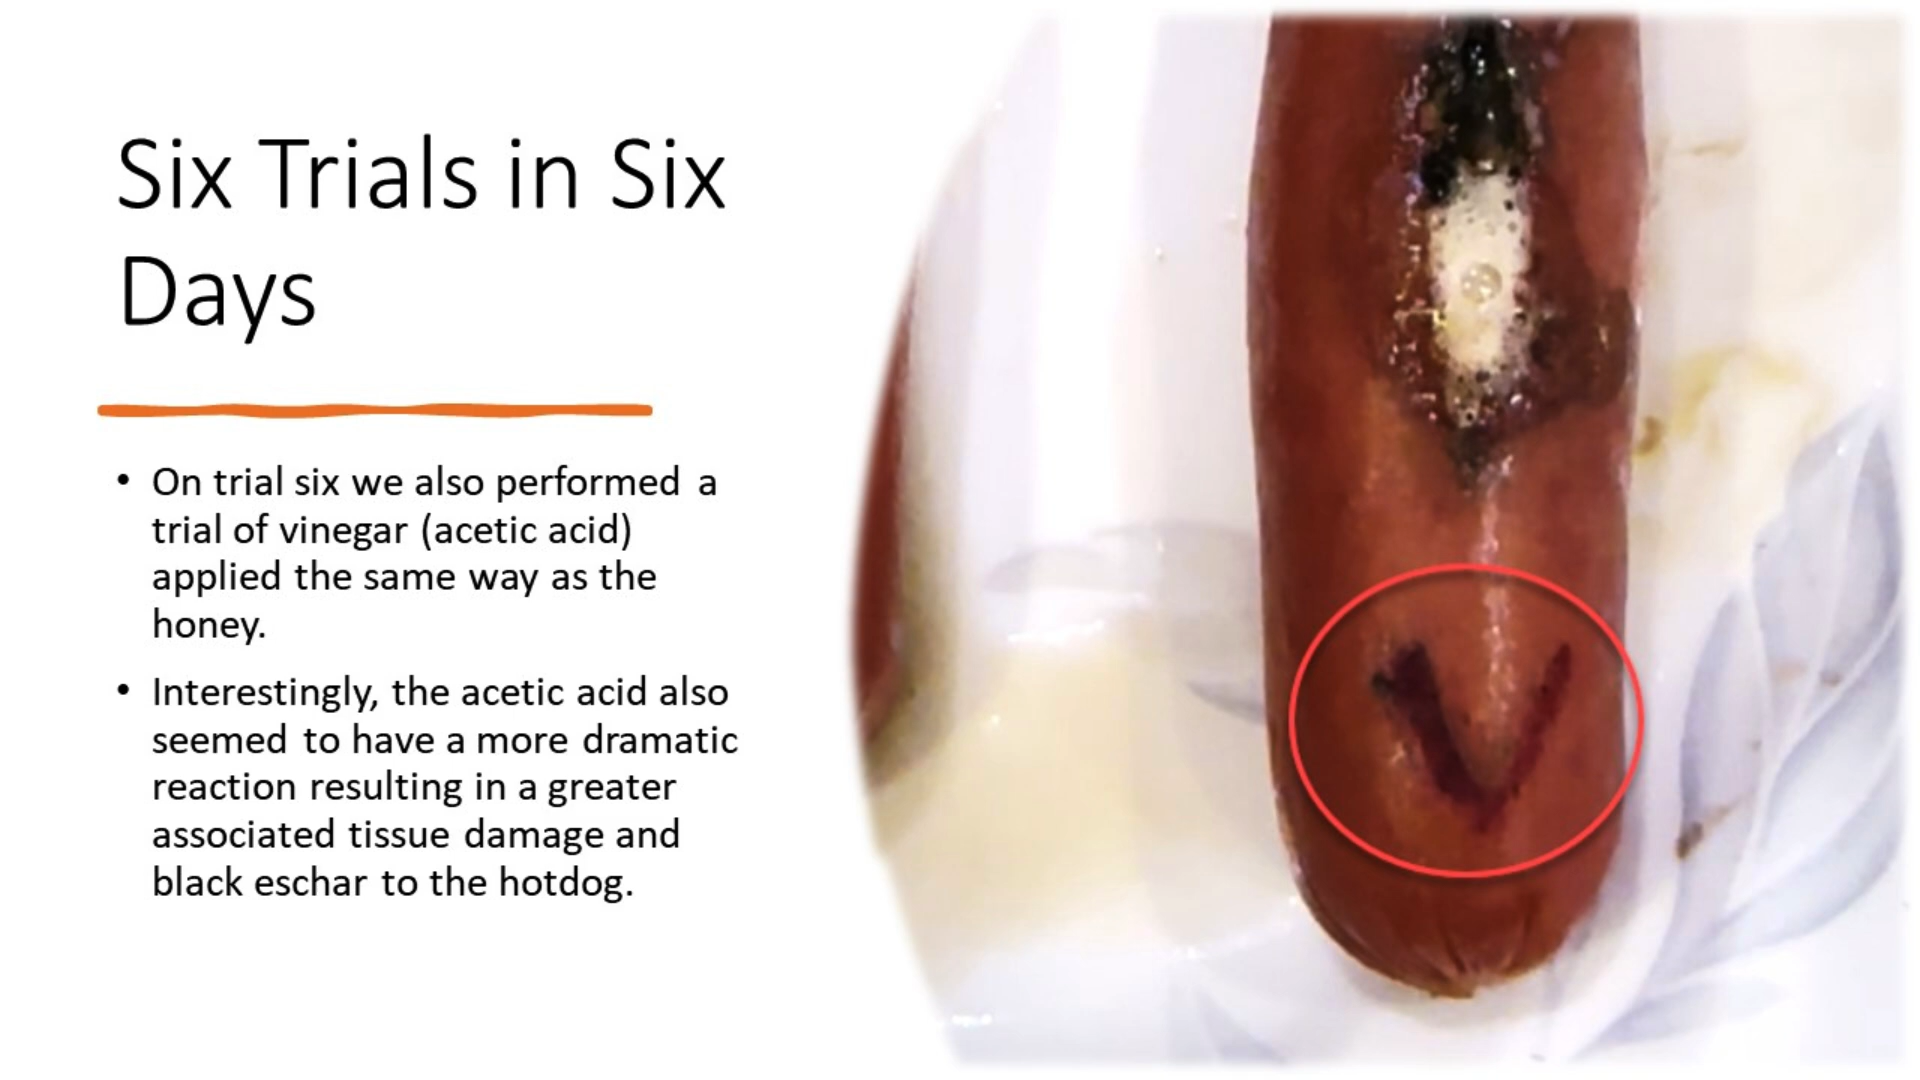 Six Trials in Six
Days
• On trial six we also performed a
trial of vinegar (acetic acid)
applied the same way as the
honey.
• Interestingly, the acetic acid also
seemed to have a more dramatic
reaction resulting in a greater
associated tissue damage and
black eschar to the hotdog.
V